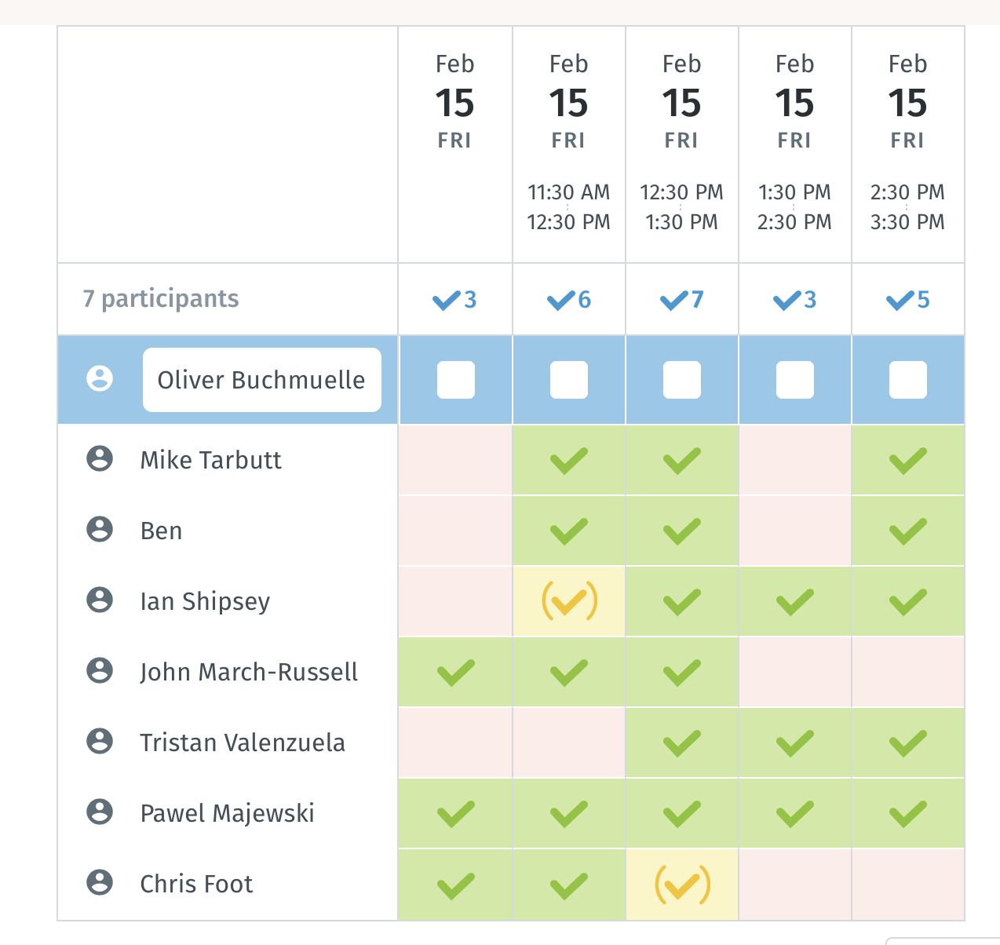 Feb Feb Feb Feb Feb
15 15 15 15 15
FRI FRI FRI FRI FRI
11:30 AM 12:30 PM 1:30 PM 2:30 PM
12:30 PM 1:30 PM 2:30 PM 3:30 PM
7 participants 3 6 7 3 5
Oliver Buchmuelle
Mike Tarbutt
Ben
Ian Shipsey
John March-Russell
Tristan Valenzuela
Pawel Majewski
Chris Foot